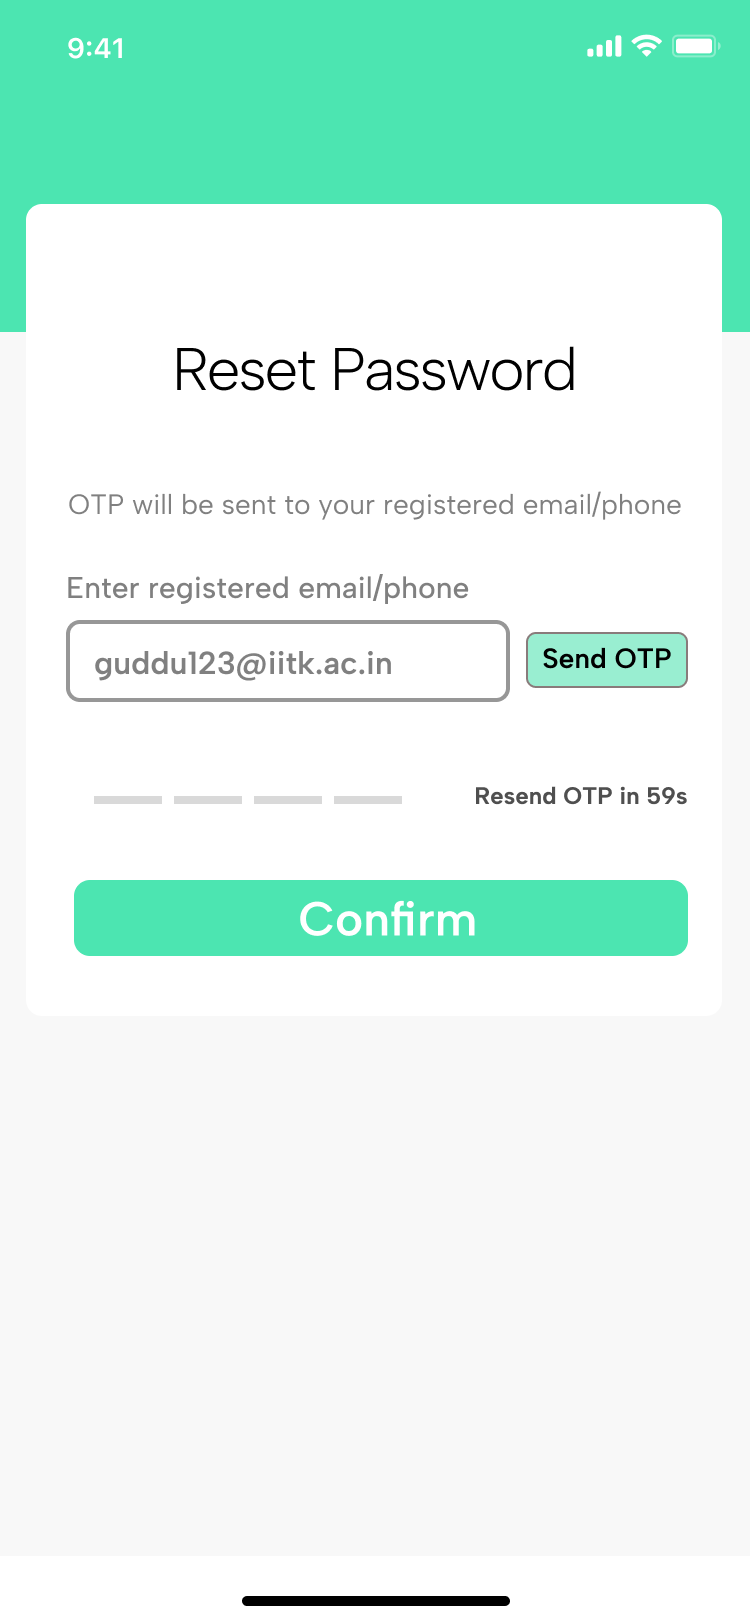 9:41
Reset Password
OTP will be sent to your registered email/phone
Enter registered email/phone
guddu123@iitk.ac.in
Send OTP
Resend OTP in 59s
Confirm